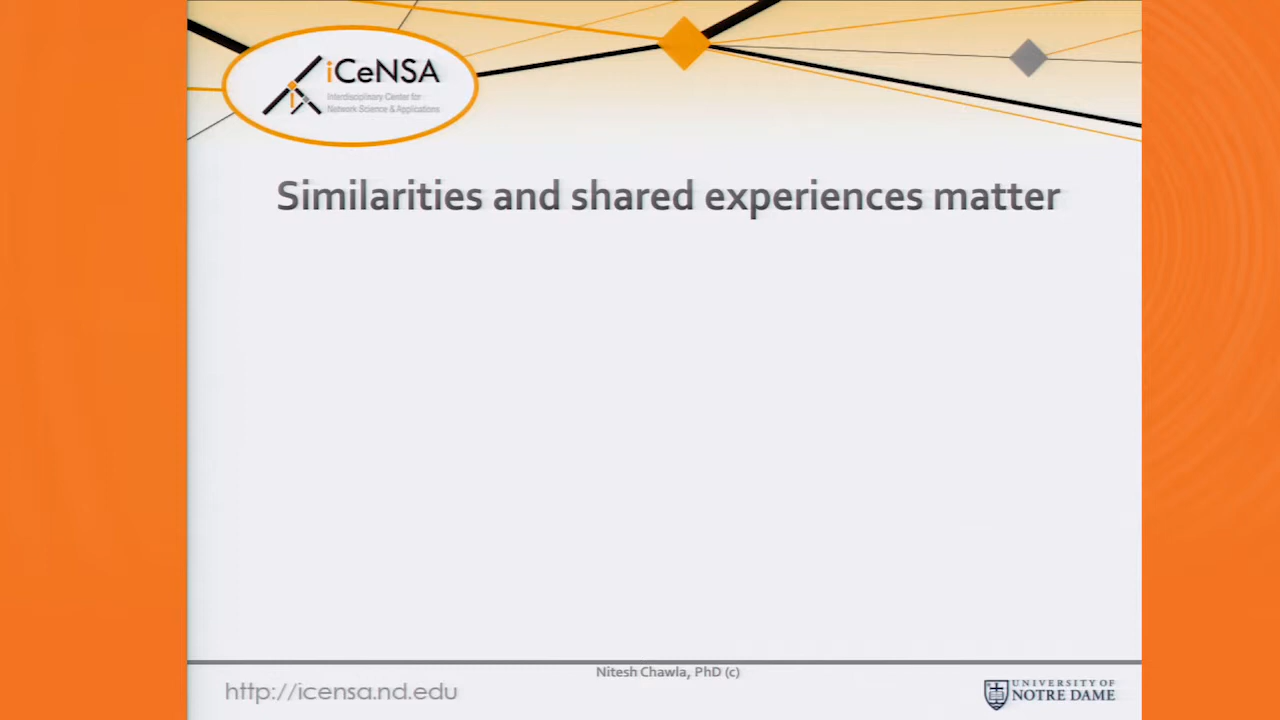 iCeNSA
Interdisciplinary Center for
Network Science & Applications
Similarities and shared experiences matter
Nitesh Chawla, PhD (c)
http://icensa.nd.edu
UNIVERSITY OF
NOTRE DAME